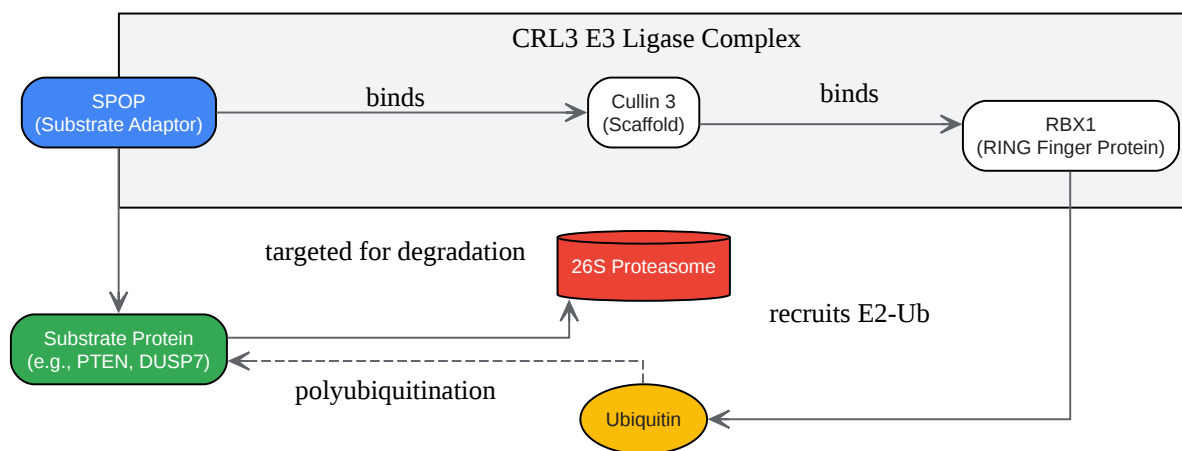 CRL3 E3 Ligase Complex
SPOP
(Substrate Adaptor)
binds
Cullin 3
(Scaffold)
binds
RBX1
(RING Finger Protein)
targeted for degradation
26S Proteasome
recruits E2-Ub
Substrate Protein
(e.g., PTEN, DUSP7)
polyubiquitination
Ubiquitin